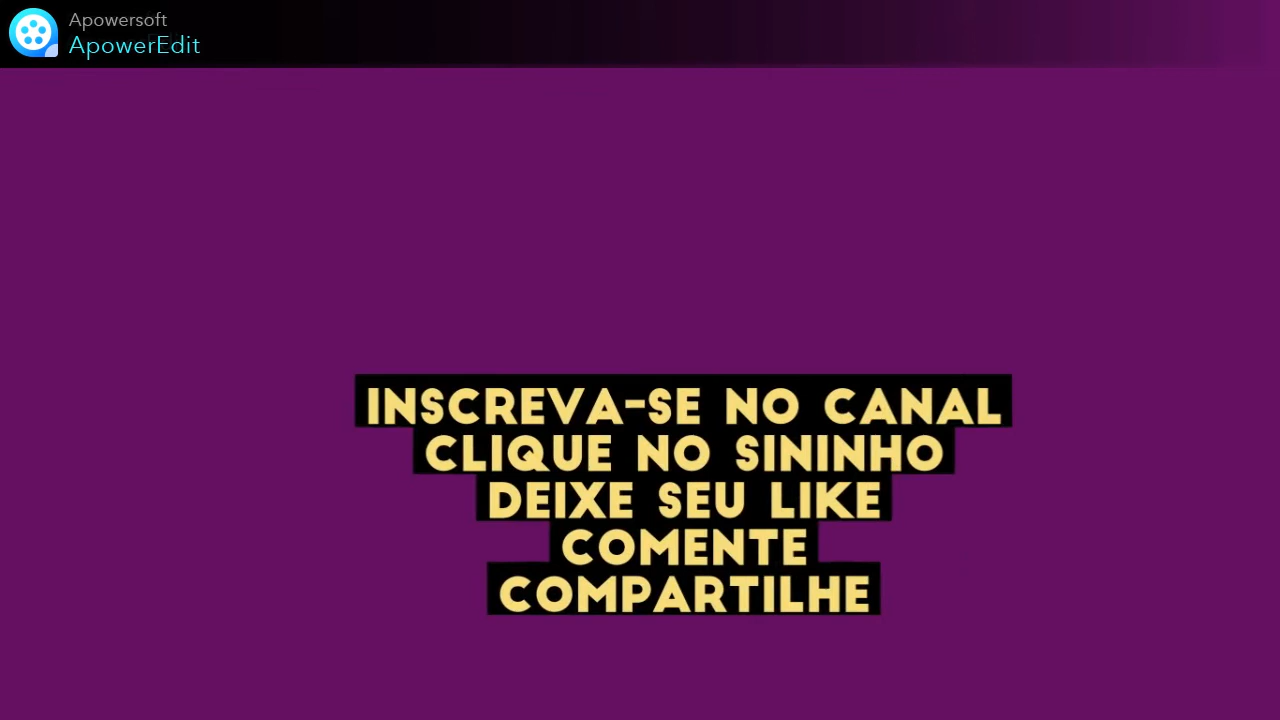 Apowersoft
ApowerEdit
INSCREVA-SE NO CANAL
CLIQUE NO SININHO
DEIXE SEU LIKE
COMENTE
COMPARTILHE